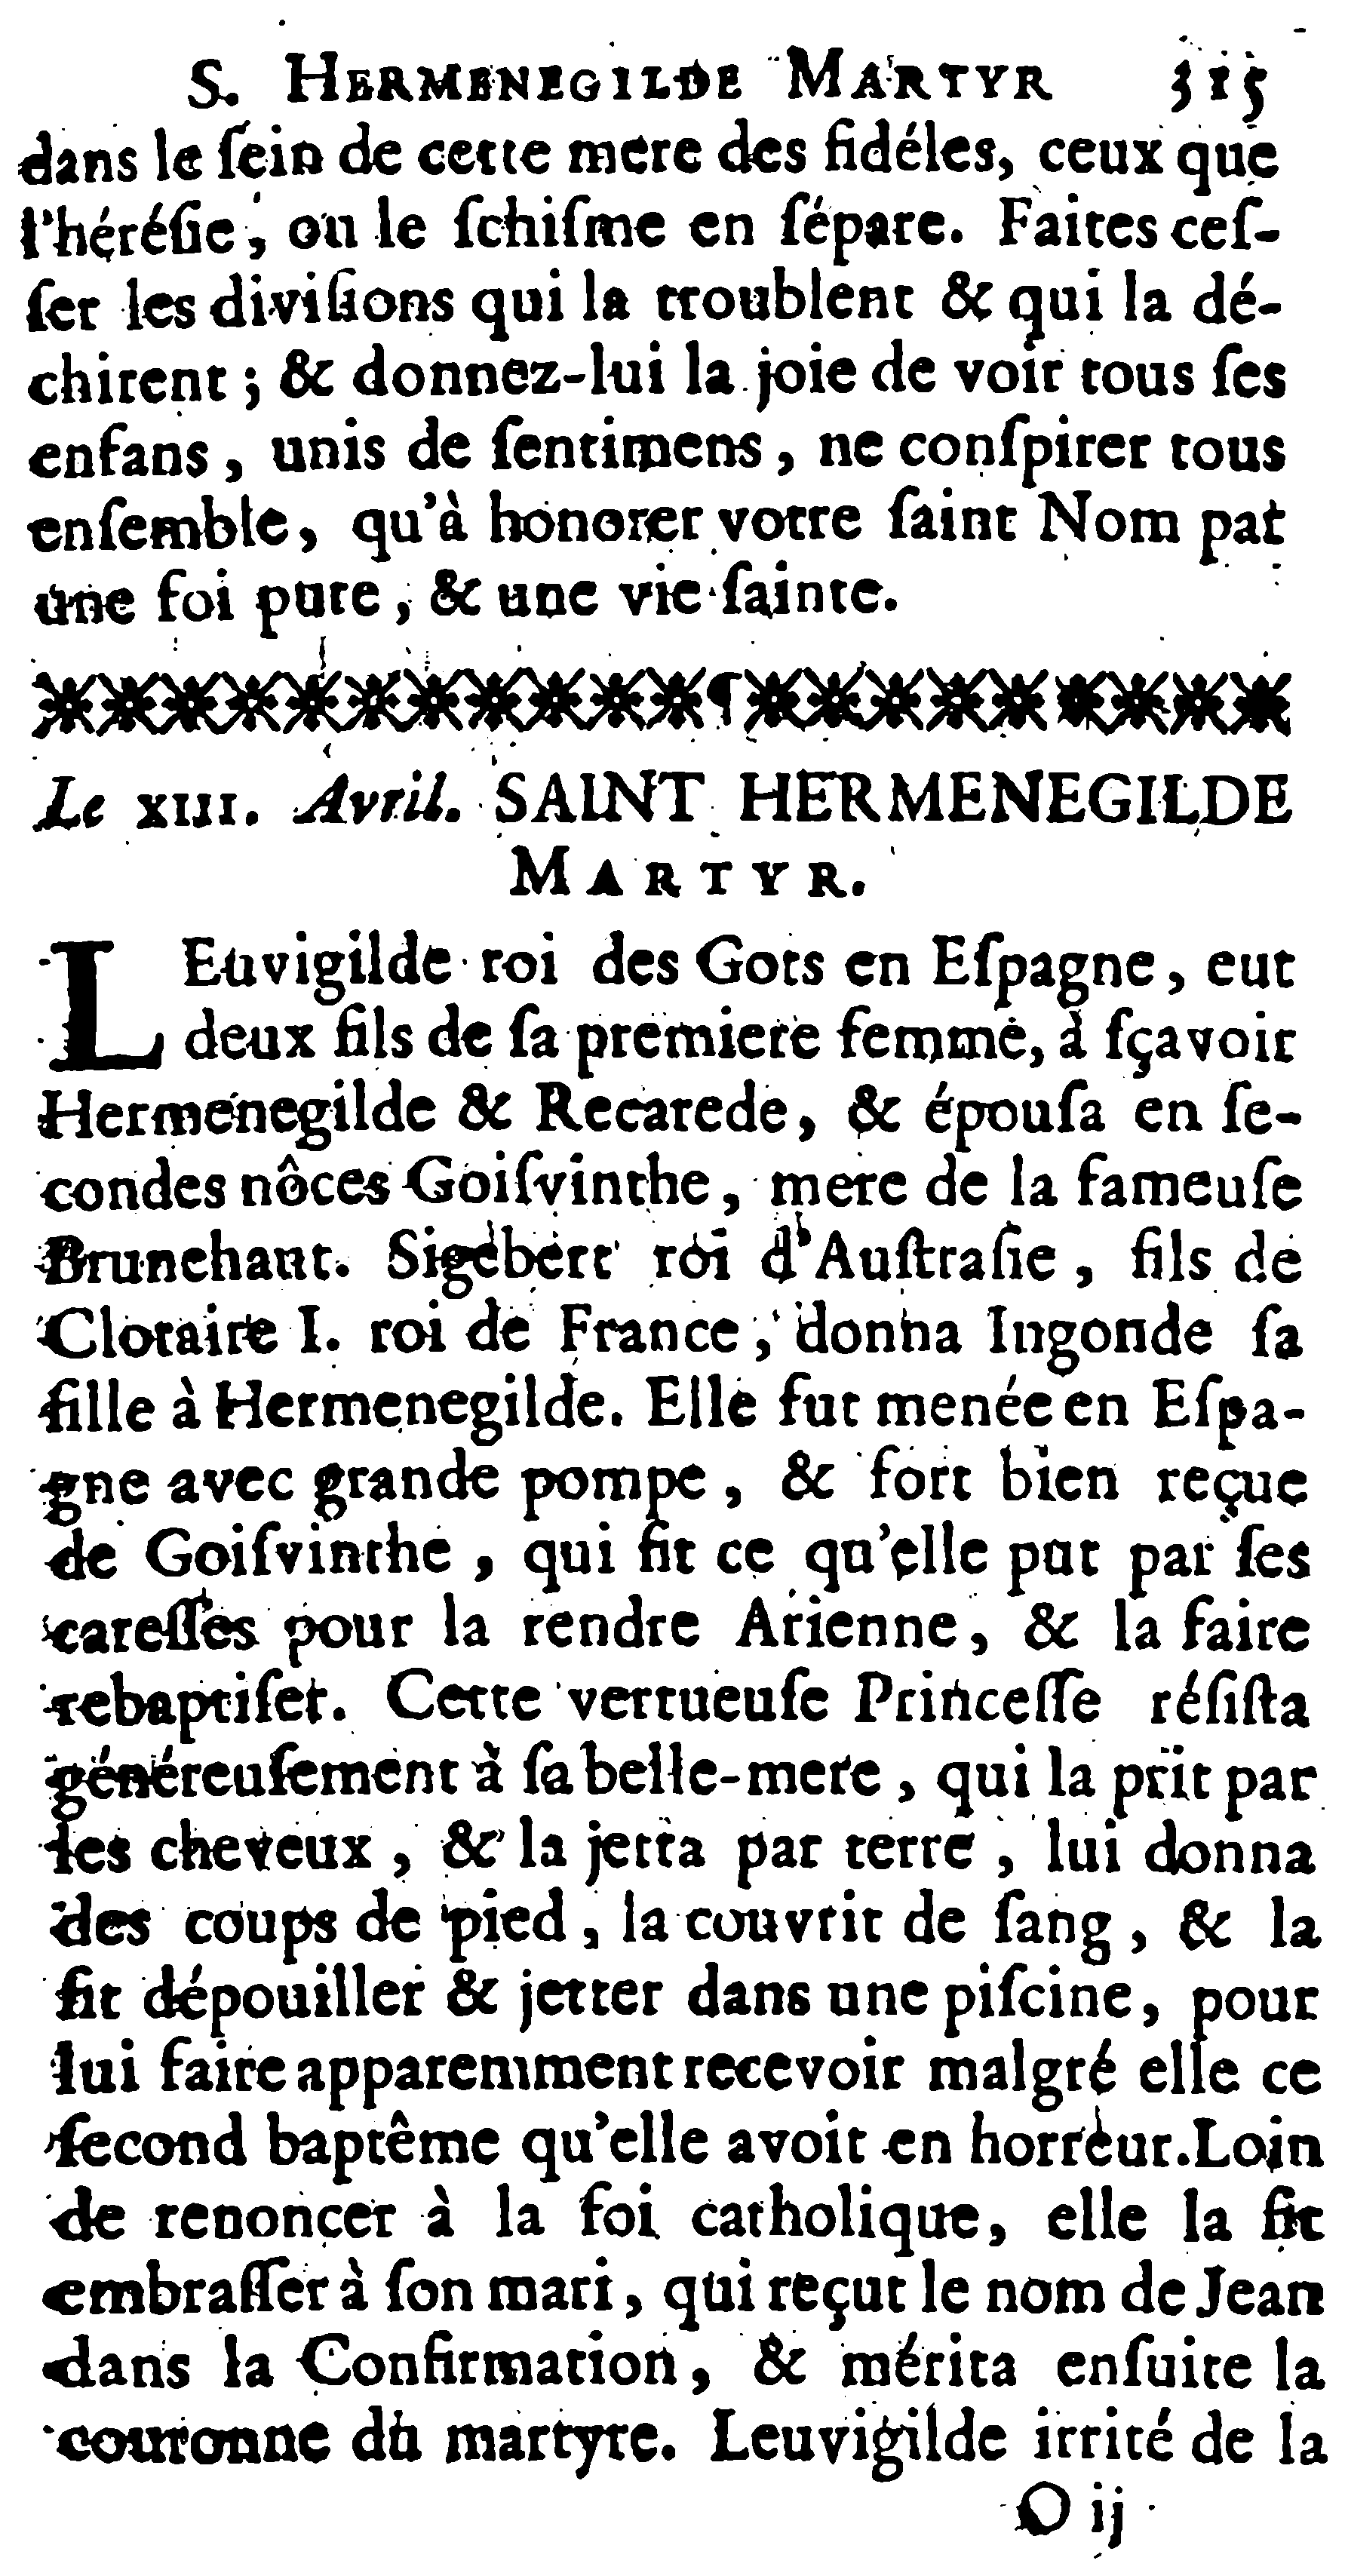 S. HERMENEGILDE MARTYR 315
dans le ſein de cette mere des fidéles, ceux que
l'héréſie, ou le ſchiſme en ſépare. Faites ceſ-
ſer les diviſions qui la troublent & qui la dé-
chirent ; & donnez-lui la joie de voir tous ſes
enfans, unis de ſentimens, ne conſpirer tous
enſemble, qu'à honorer votre ſaint Nom par
une foi pure, & une vie ſainte.
Le XIII. Avril. SAINT HERMENEGILDE
MARTYR.
LEuvigilde roi des Gots en Eſpagne, eut
deux fils de ſa premiere femme, à ſçavoir
Hermenegilde & Recarede, & épouſa en ſe-
condes nôces Goiſvinthe, mere de la fameuſe
Brunehaut. Sigebert roi d'Auſtraſie, fils de
Clotaire I. roi de France, donna Ingonde ſa
fille à Hermenegilde. Elle fut menée en Eſpa-
gne avec grande pompe, & fort bien reçue
de Goiſvinthe, qui fit ce qu'elle put par ſes
careſſes pour la rendre Arienne, & la faire
rebaptiſer. Cette vertueuſe Princeſſe réſiſta
généreuſement à ſa belle-mere, qui la prit par
les cheveux, & la jetta par terre, lui donna
des coups de pied, la couvrit de ſang, & la
fit dépouiller & jetter dans une piſcine, pour
lui faire apparemment recevoir malgré elle ce
ſecond baptême qu'elle avoit en horreur. Loin
de renoncer à la foi catholique, elle la fit
embraſſer à ſon mari, qui reçut le nom de Jean
dans la Confirmation, & mérita enſuite la
couronne du martyre. Leuvigilde irrité de la
O ij